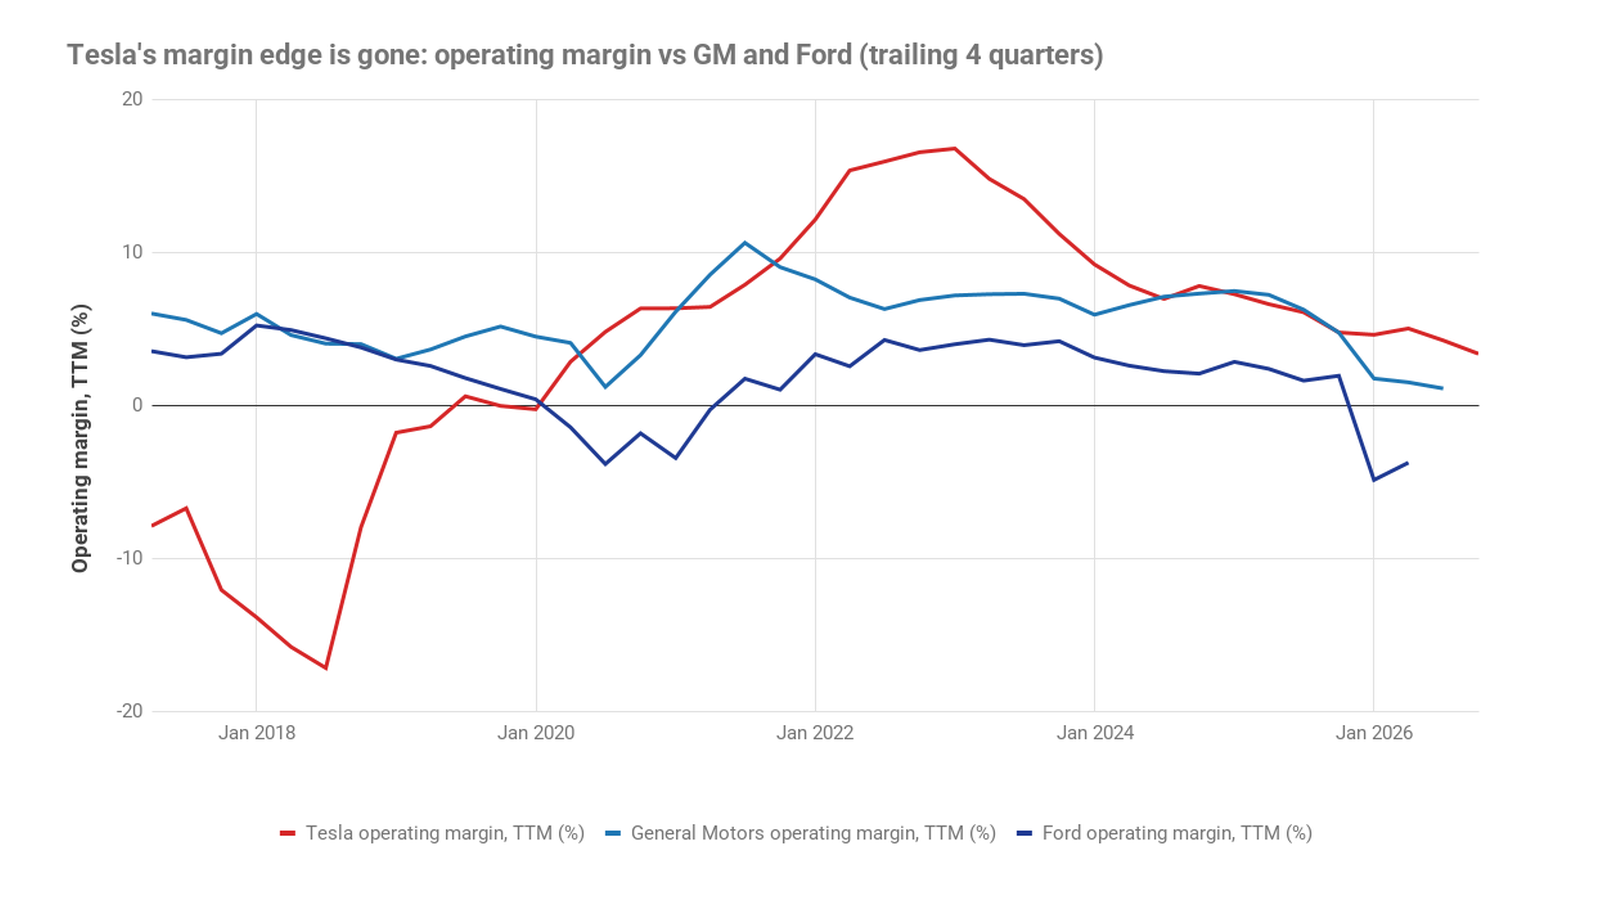 Tesla's margin edge is gone: operating margin vs GM and Ford (trailing 4 quarters)
Operating margin, TTM (%)
20
10
0
-10
-20
Jan 2018
Jan 2020
Jan 2022
Jan 2024
Jan 2026
Tesla operating margin, TTM (%)
General Motors operating margin, TTM (%)
Ford operating margin, TTM (%)